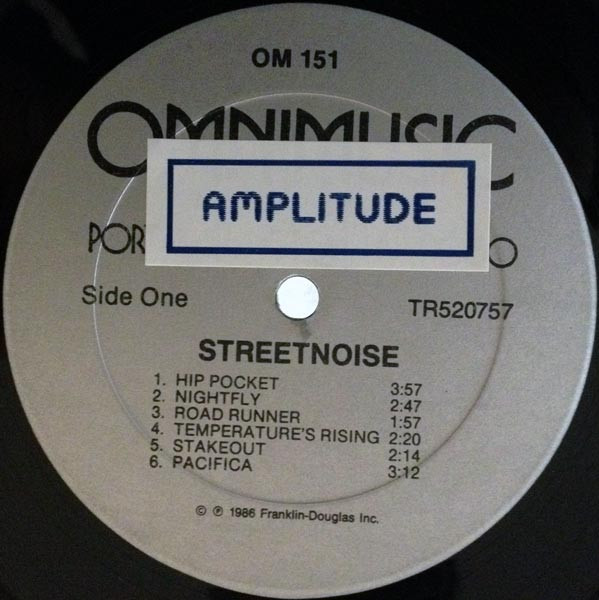 OM 151
OMNIMUSIC
AMPLITUDE
Side One
TR520757
STREETNOISE
1. HIP POCKET 3:57
2. NIGHTFLY 2:47
3. ROAD RUNNER 1:57
4. TEMPERATURE'S RISING 2:20
5. STAKEOUT 2:14
6. PACIFICA 3:12
© ℗ 1986 Franklin-Douglas Inc.